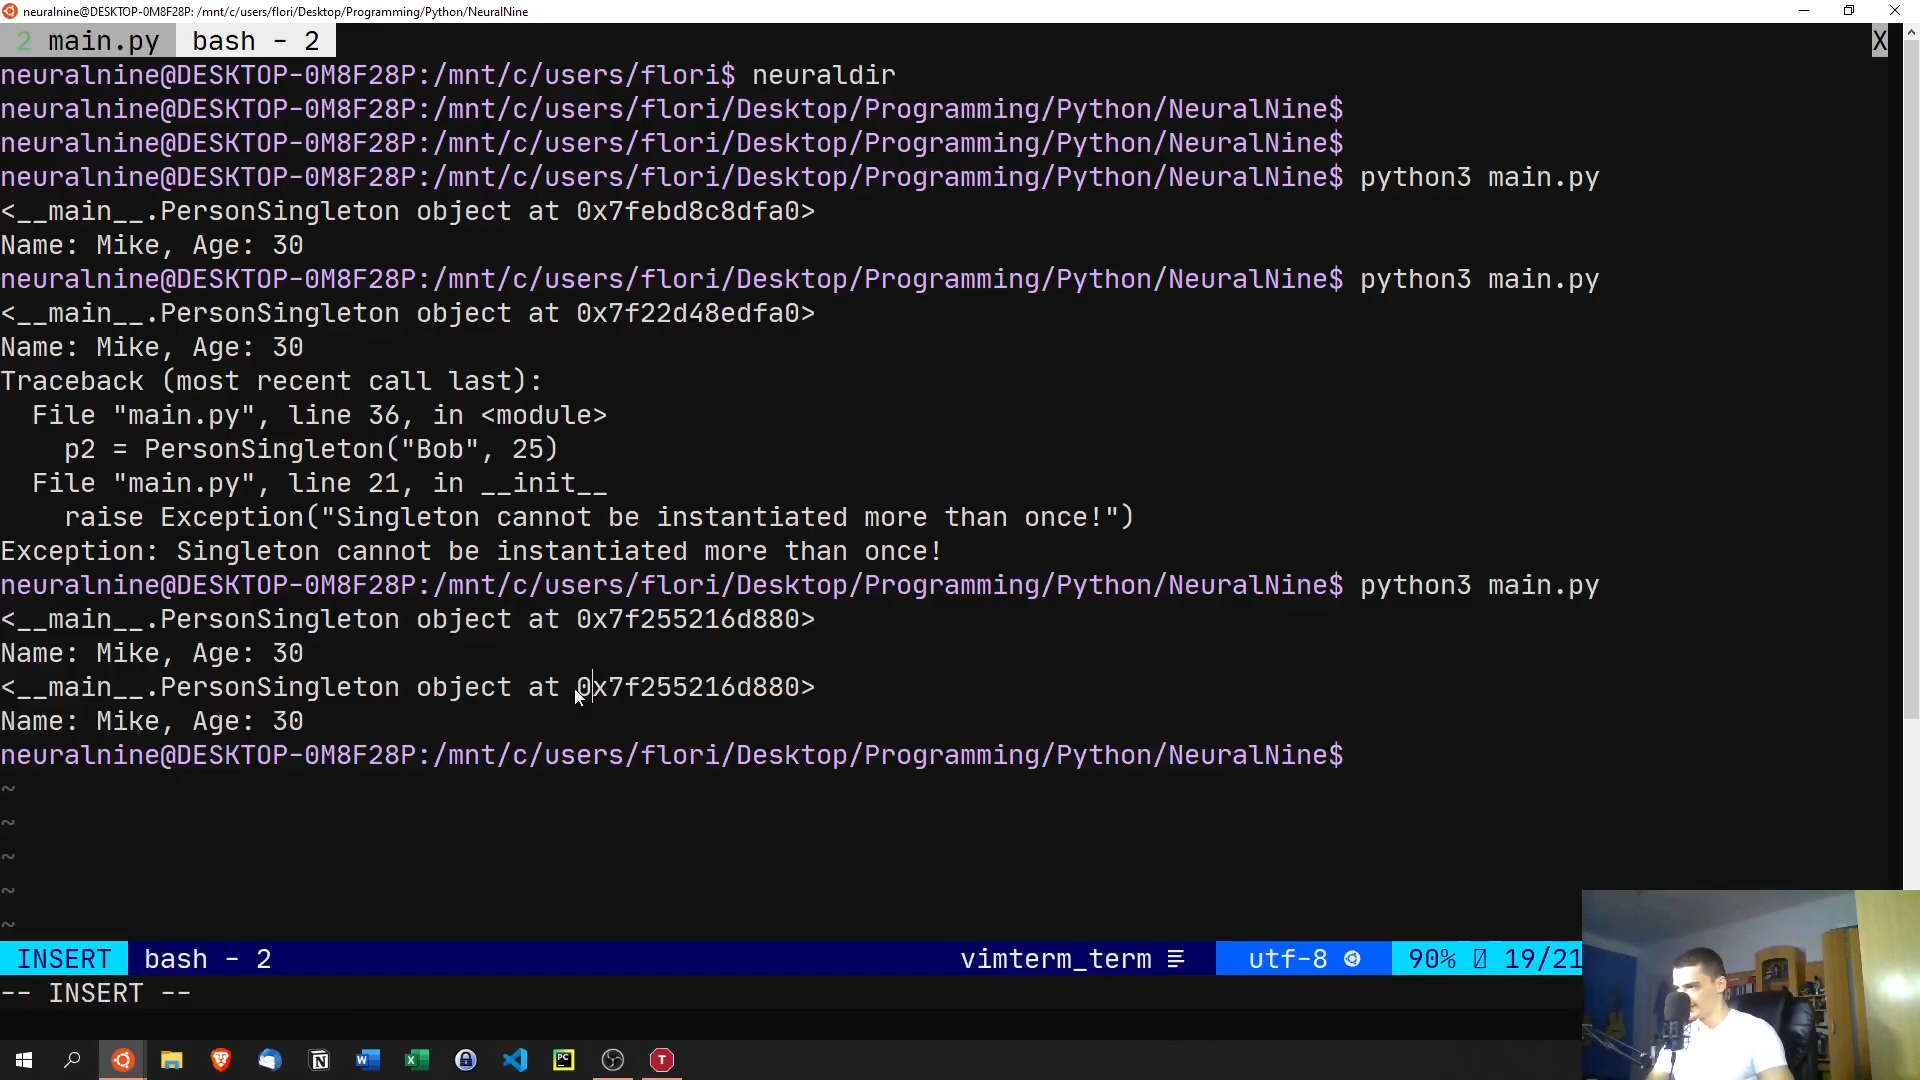 neuralnine@DESKTOP-0M8F28P: /mnt/c/users/flori/Desktop/Programming/Python/NeuralNine
2 main.py bash - 2 X
neuralnine@DESKTOP-0M8F28P:/mnt/c/users/flori$ neuraldir
neuralnine@DESKTOP-0M8F28P:/mnt/c/users/flori/Desktop/Programming/Python/NeuralNine$
neuralnine@DESKTOP-0M8F28P:/mnt/c/users/flori/Desktop/Programming/Python/NeuralNine$
neuralnine@DESKTOP-0M8F28P:/mnt/c/users/flori/Desktop/Programming/Python/NeuralNine$ python3 main.py
<__main__.PersonSingleton object at 0x7febd8c8dfa0>
Name: Mike, Age: 30
neuralnine@DESKTOP-0M8F28P:/mnt/c/users/flori/Desktop/Programming/Python/NeuralNine$ python3 main.py
<__main__.PersonSingleton object at 0x7f22d48edfa0>
Name: Mike, Age: 30
Traceback (most recent call last):
  File "main.py", line 36, in <module>
    p2 = PersonSingleton("Bob", 25)
  File "main.py", line 21, in __init__
    raise Exception("Singleton cannot be instantiated more than once!")
Exception: Singleton cannot be instantiated more than once!
neuralnine@DESKTOP-0M8F28P:/mnt/c/users/flori/Desktop/Programming/Python/NeuralNine$ python3 main.py
<__main__.PersonSingleton object at 0x7f255216d880>
Name: Mike, Age: 30
<__main__.PersonSingleton object at 0x7f255216d880>
Name: Mike, Age: 30
neuralnine@DESKTOP-0M8F28P:/mnt/c/users/flori/Desktop/Programming/Python/NeuralNine$
~
~
~
~
~
INSERT bash - 2 vimterm_term utf-8 90% 19/21
-- INSERT --